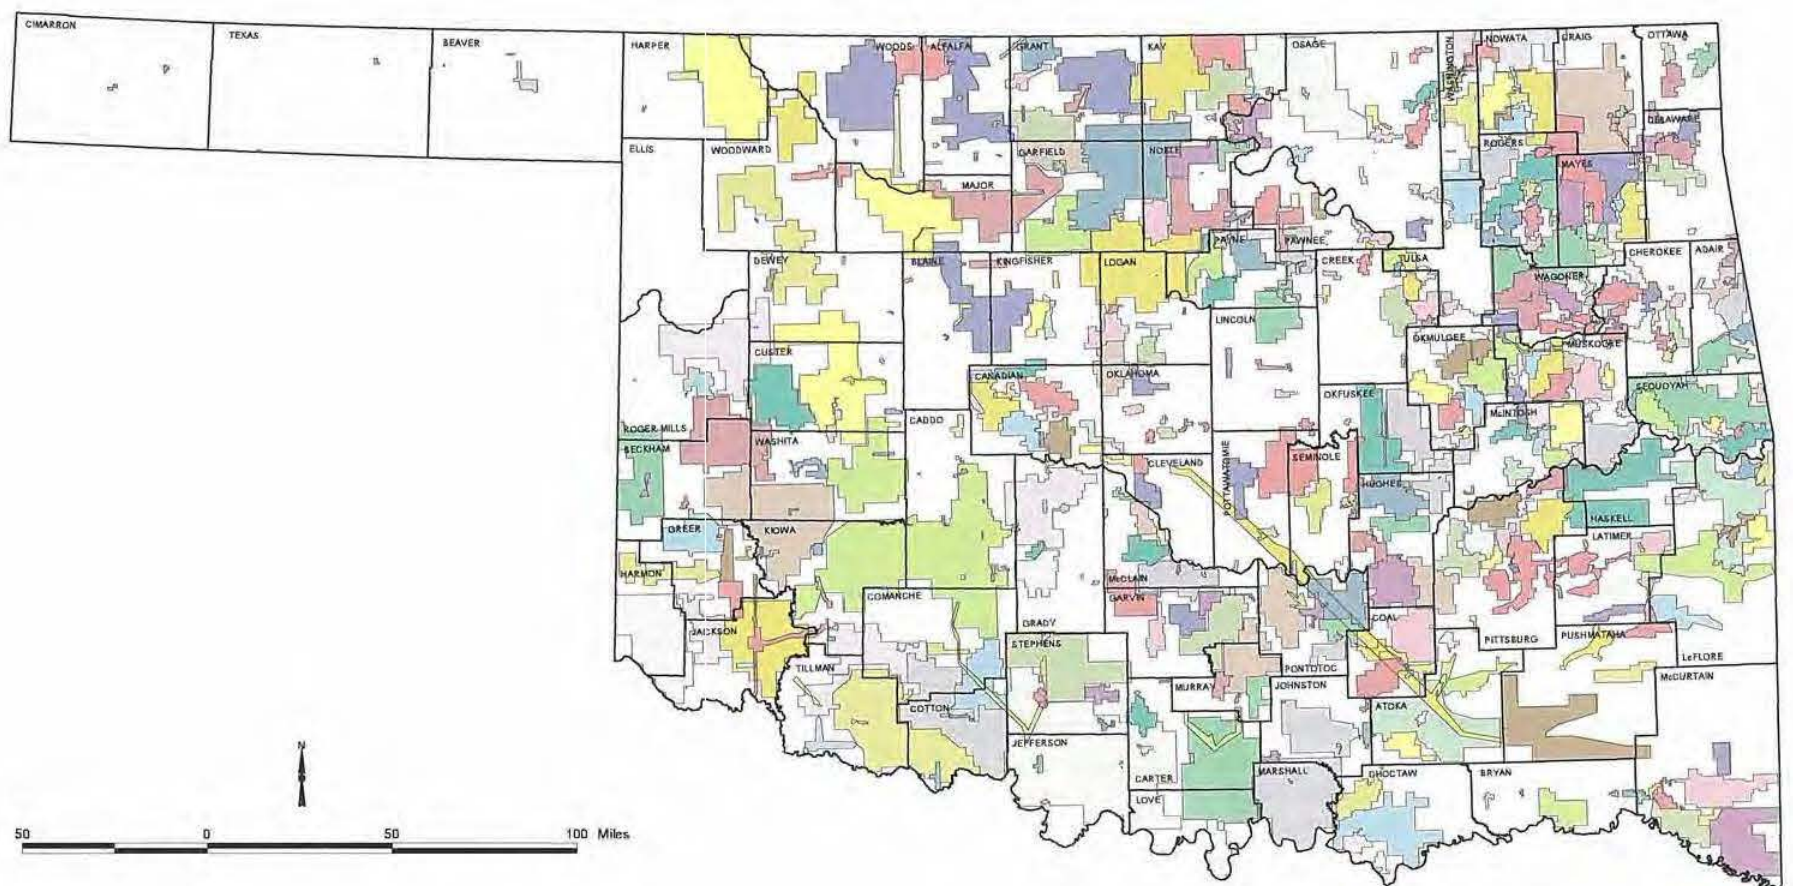 CIMARRON
TEXAS
BEAVER
HARPER
WOODS
ALFALFA
GRANT
KAY
OSAGE
WASHINGTON
NOWATA
CRAIG
OTTAWA
ELLIS
WOODWARD
MAJOR
GARFIELD
NOBLE
ROGERS
MAYES
DELAWARE
DEWEY
BLAINE
KINGFISHER
LOGAN
PAYNE
PAWNEE
CREEK
TULSA
WAGONER
CHEROKEE
ADAIR
LINCOLN
CUSTER
CANADIAN
OKLAHOMA
OKMULGEE
MUSKOGEE
ROGER MILLS
CADDO
OKFUSKEE
McINTOSH
SEQUOYAH
BECKHAM
WASHITA
CLEVELAND
POTTAWATOMIE
SEMINOLE
HUGHES
HASKELL
GREER
KIOWA
LATIMER
HARMON
McCLAIN
COMANCHE
GARVIN
JACKSON
GRADY
STEPHENS
COAL
PITTSBURG
PUSHMATAHA
LeFLORE
TILLMAN
PONTOTOC
McCURTAIN
COTTON
MURRAY
JOHNSTON
ATOKA
JEFFERSON
CARTER
MARSHALL
CHOCTAW
BRYAN
LOVE
N
50 0 50 100 Miles